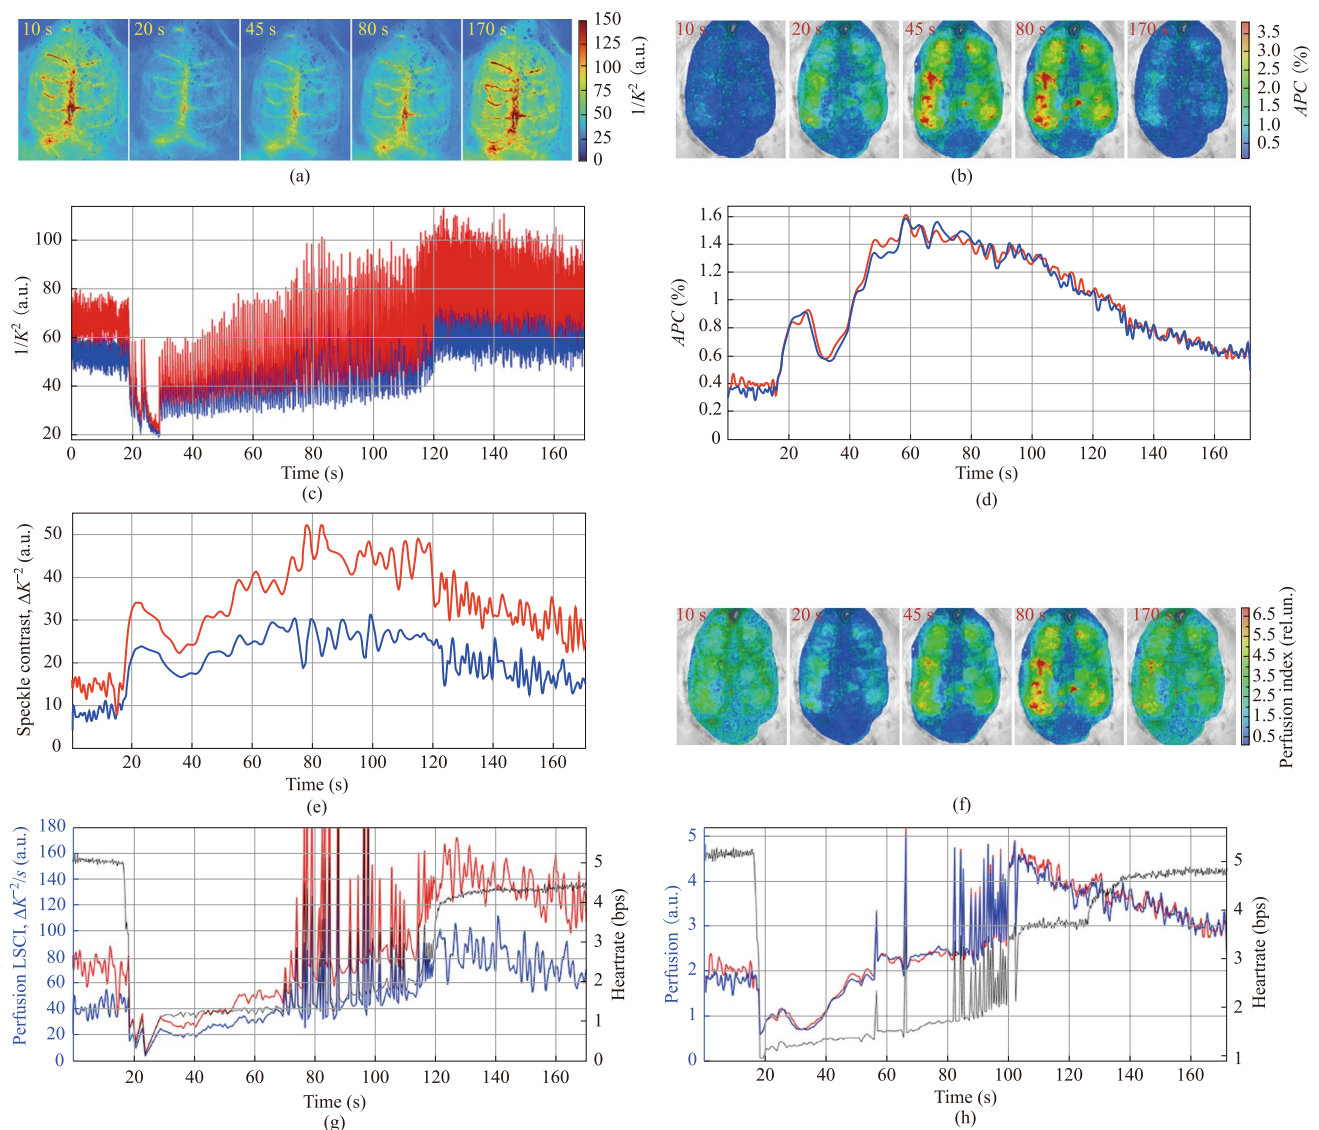 10 s 20 s 45 s 80 s 170 s
150
125
100
75
50
25
0
1/K² (a.u.)
(a)
10 s 20 s 45 s 80 s 170 s
3.5
3.0
2.5
2.0
1.5
1.0
0.5
APC (%)
(b)
100
80
60
40
20
1/K² (a.u.)
0 20 40 60 80 100 120 140 160
Time (s)
(c)
1.6
1.4
1.2
1
0.8
0.6
0.4
0.2
0
APC (%)
20 40 60 80 100 120 140 160
Time (s)
(d)
50
40
30
20
10
0
Speckle contrast, ΔK⁻² (a.u.)
20 40 60 80 100 120 140 160
Time (s)
(e)
10 s 20 s 45 s 80 s 170 s
6.5
5.5
4.5
3.5
2.5
1.5
0.5
Perfusion index (rel.un.)
(f)
180
160
140
120
100
80
60
40
20
0
Perfusion LSCI, ΔK⁻²/s (a.u.)
5
4
3
2
1
0
Heartrate (bps)
20 40 60 80 100 120 140 160
Time (s)
(g)
5
4
3
2
1
0
Perfusion (a.u.)
5
4
3
2
1
Heartrate (bps)
20 40 60 80 100 120 140 160
Time (s)
(h)